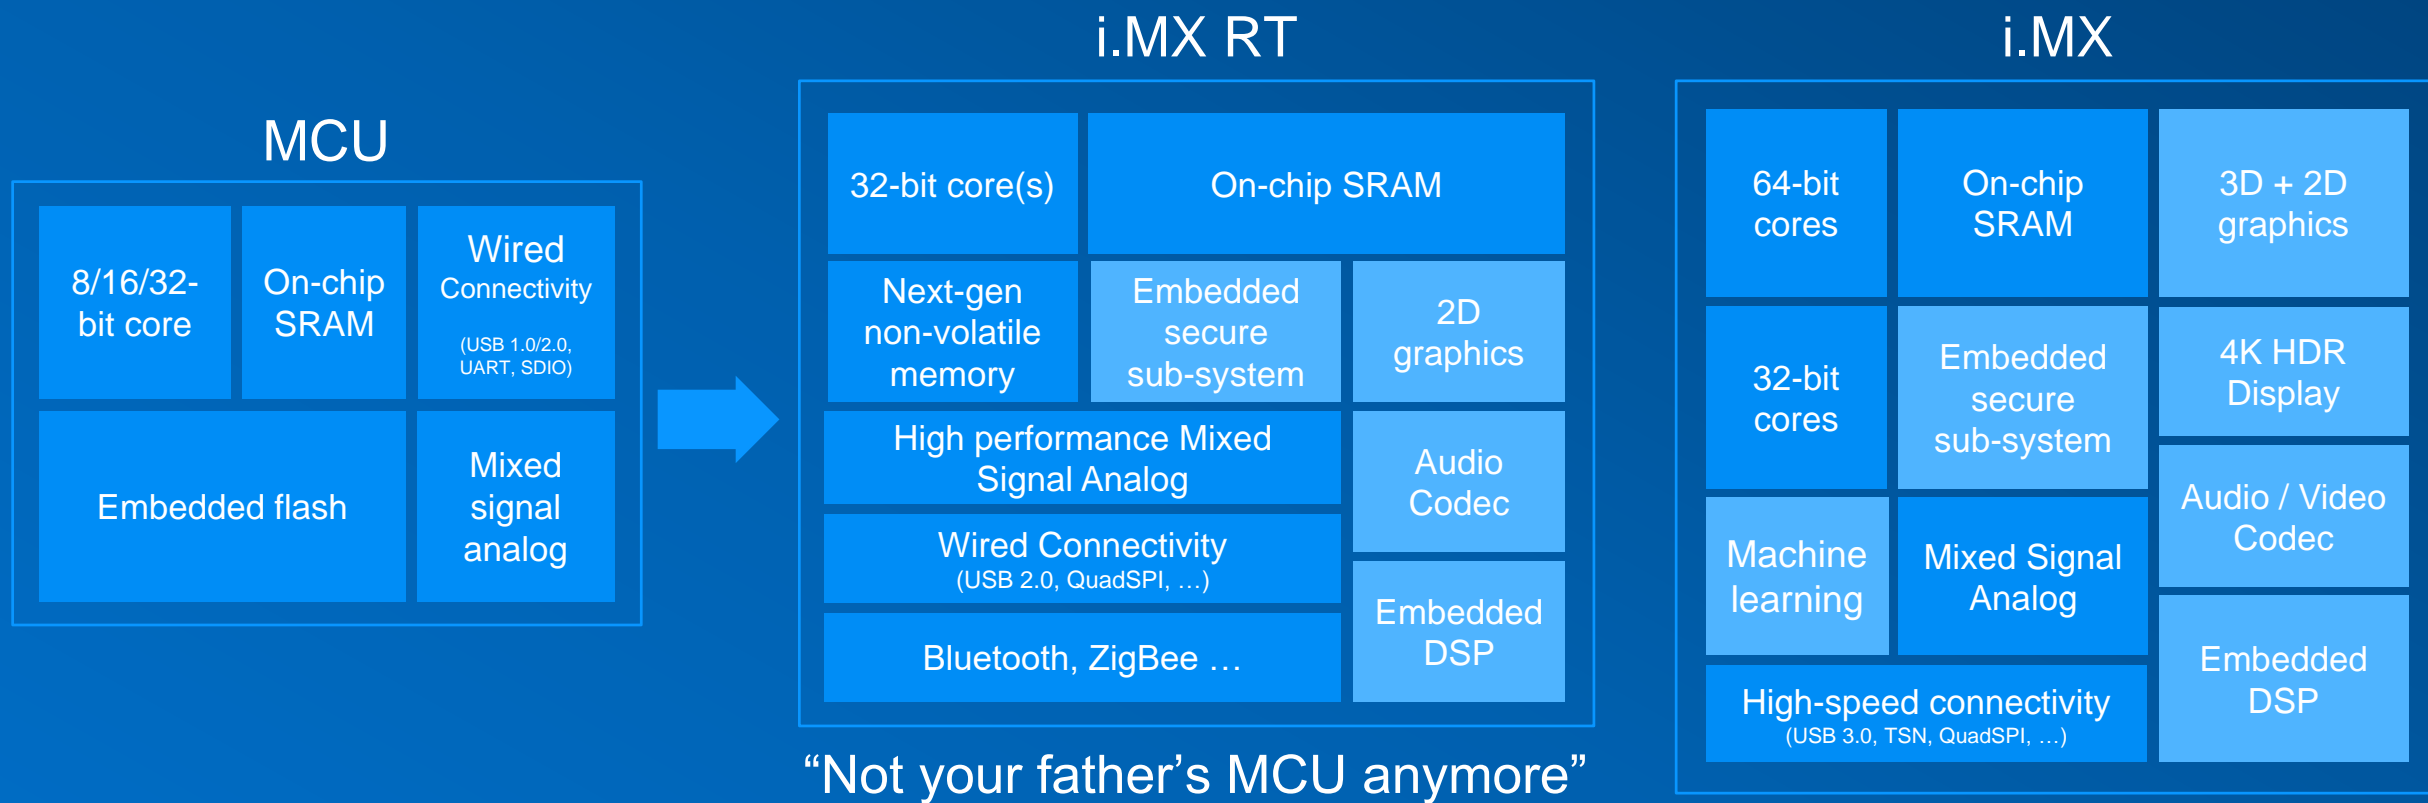 MCU
8/16/32-
bit core
On-chip
SRAM
Wired
Connectivity
(USB 1.0/2.0,
UART, SDIO)
Embedded flash
Mixed
signal
analog
i.MX RT
32-bit core(s)
On-chip SRAM
Next-gen
non-volatile
memory
Embedded
secure
sub-system
2D
graphics
High performance Mixed
Signal Analog
Audio
Codec
Wired Connectivity
(USB 2.0, QuadSPI, …)
Embedded
DSP
Bluetooth, ZigBee …
“Not your father’s MCU anymore”
i.MX
64-bit
cores
On-chip
SRAM
3D + 2D
graphics
32-bit
cores
Embedded
secure
sub-system
4K HDR
Display
Audio / Video
Codec
Machine
learning
Mixed Signal
Analog
Embedded
DSP
High-speed connectivity
(USB 3.0, TSN, QuadSPI, …)